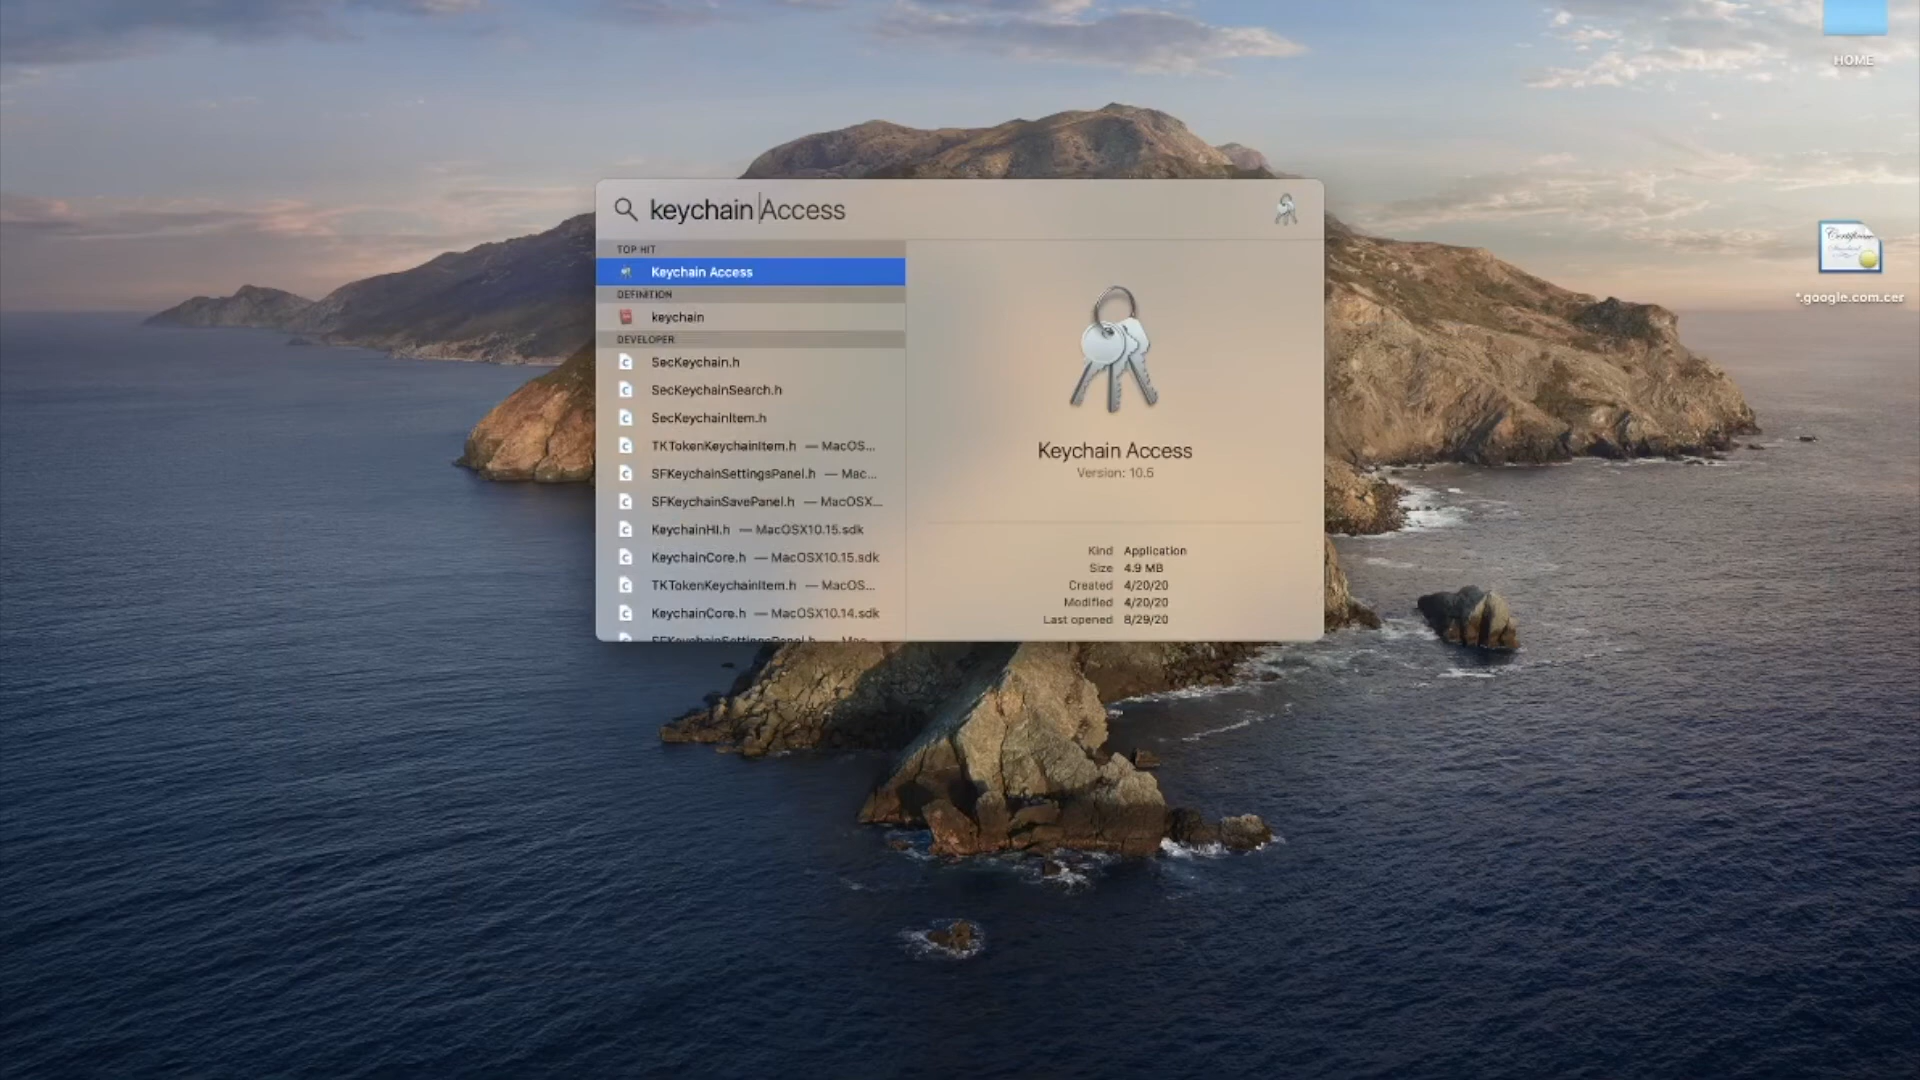 HOME
keychain Access
TOP HIT
Keychain Access
DEFINITION
keychain
DEVELOPER
SecKeychain.h
SecKeychainSearch.h
SecKeychainItem.h
TKTokenKeychainItem.h — MacOS...
SFKeychainSettingsPanel.h — Mac...
SFKeychainSavePanel.h — MacOSX...
KeychainHI.h — MacOSX10.15.sdk
KeychainCore.h — MacOSX10.15.sdk
TKTokenKeychainItem.h — MacOS...
KeychainCore.h — MacOSX10.14.sdk
SFKeychainSettingsPanel.h — Mac...
Keychain Access
Version: 10.5
Kind Application
Size 4.9 MB
Created 4/20/20
Modified 4/20/20
Last opened 8/29/20
Certificate
*.google.com.cer